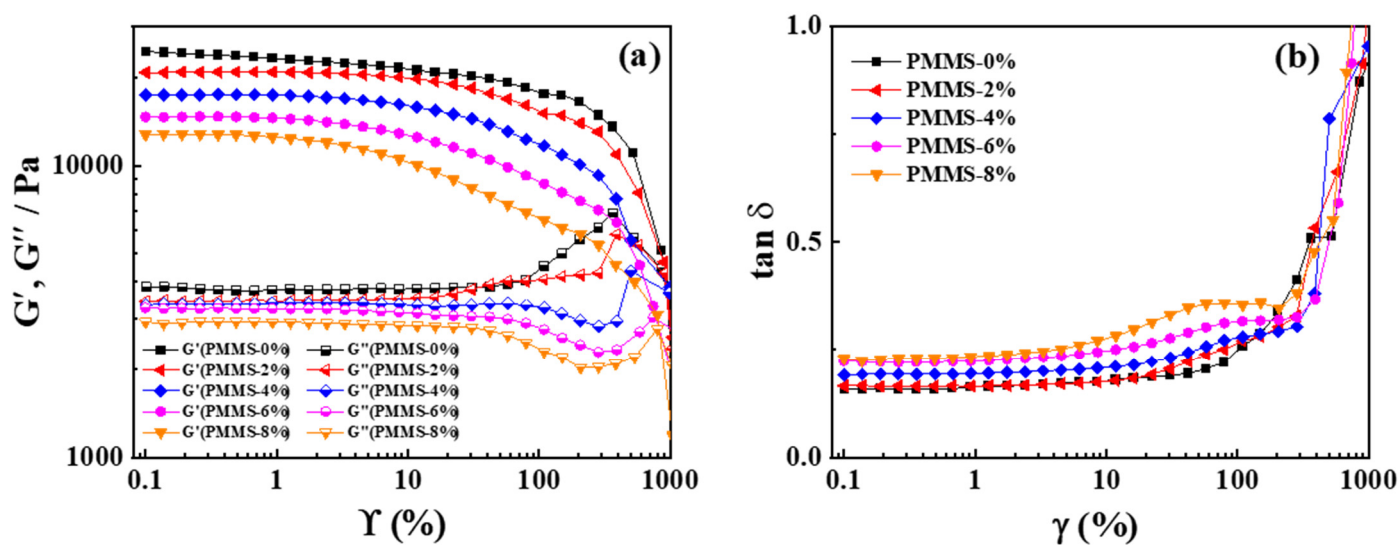 (a)
G′, G″ / Pa
10000
1000
G'(PMMS-0%) G''(PMMS-0%)
G'(PMMS-2%) G''(PMMS-2%)
G'(PMMS-4%) G''(PMMS-4%)
G'(PMMS-6%) G''(PMMS-6%)
G'(PMMS-8%) G''(PMMS-8%)
0.1 1 10 100 1000
ϒ (%)
(b)
tan δ
1.0
0.5
0.0
PMMS-0%
PMMS-2%
PMMS-4%
PMMS-6%
PMMS-8%
0.1 1 10 100 1000
γ (%)